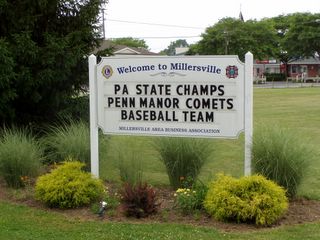 Welcome to Millersville
PA STATE CHAMPS
PENN MANOR COMETS
BASEBALL TEAM
MILLERSVILLE AREA BUSINESS ASSOCIATION